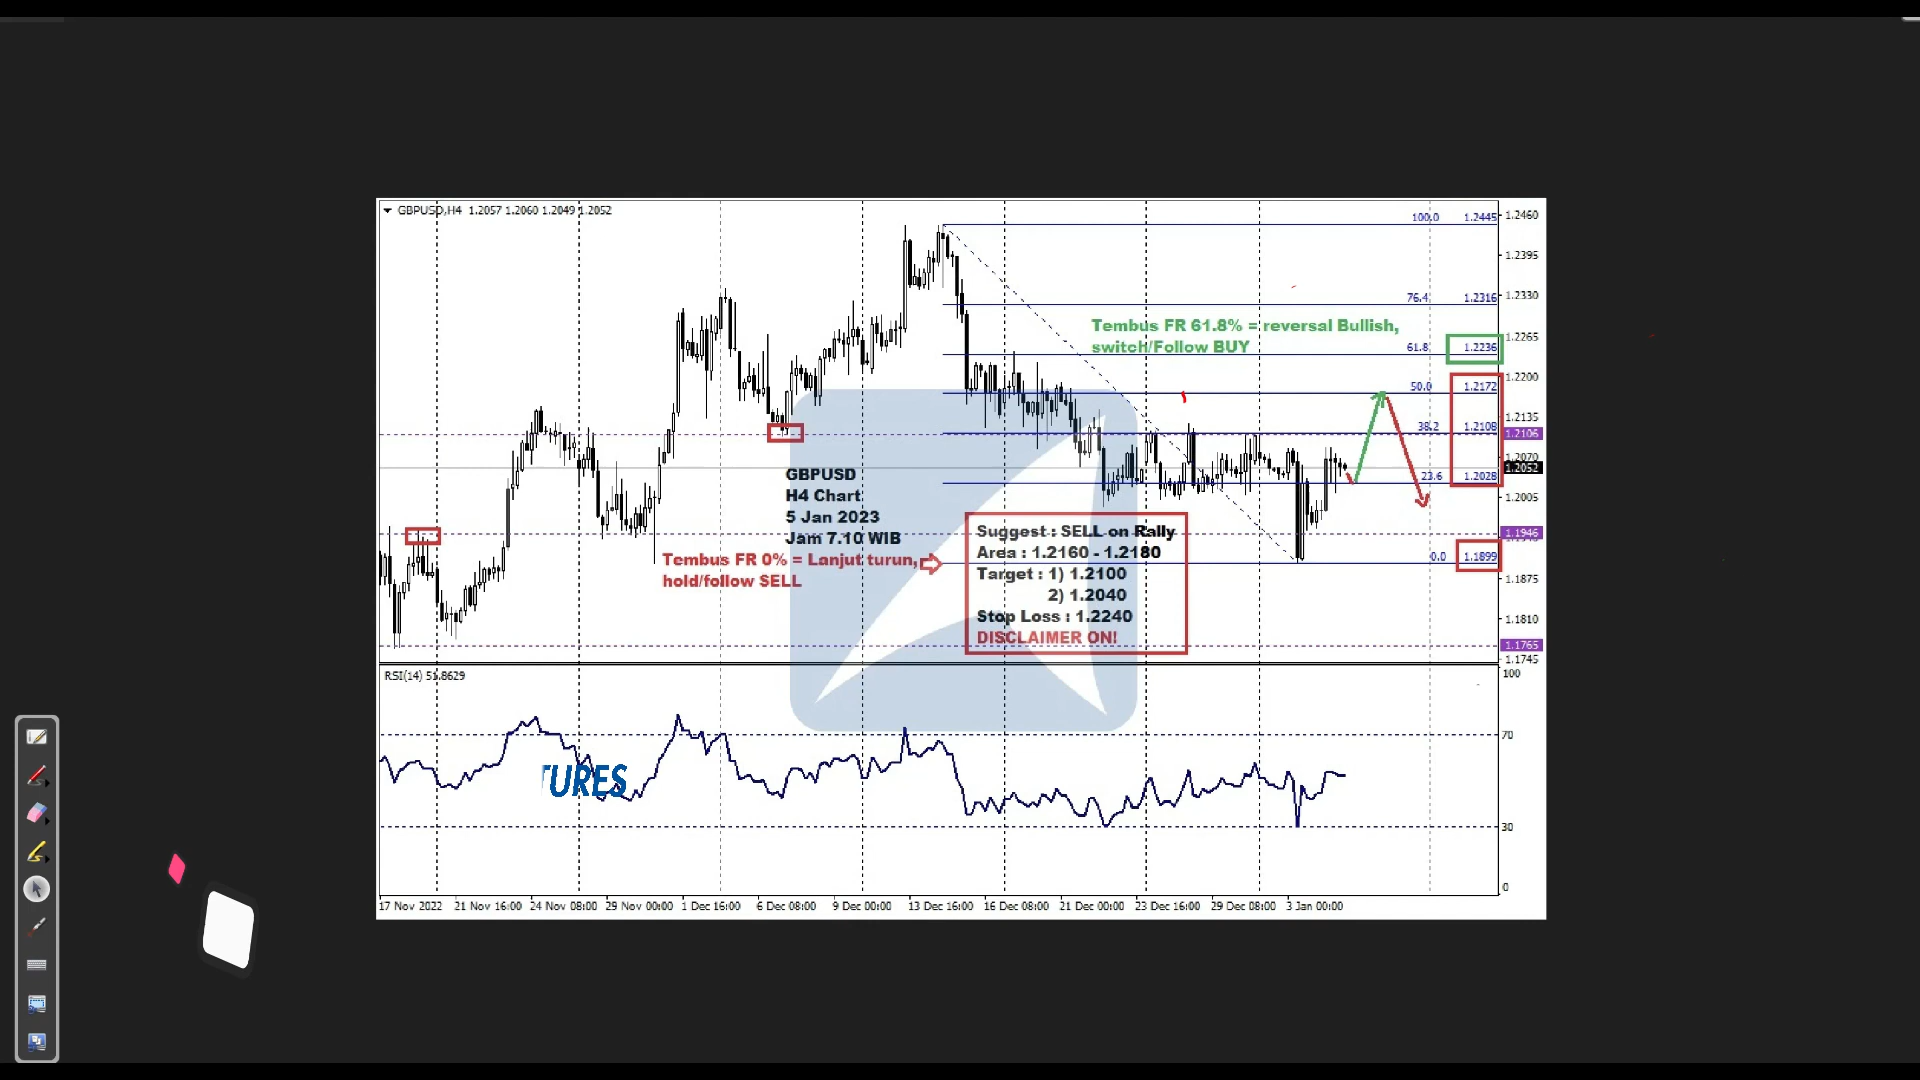 GBPUSD,H4 1.2057 1.2060 1.2049 1.2052
100.0 1.2445
1.2460
1.2395
76.4 1.2316
1.2330
Tembus FR 61.8% = reversal Bullish,
switch/Follow BUY
61.8 1.2236
1.2265
50.0 1.2172
1.2200
1.2135
38.2 1.2108
1.2106
1.2070
1.2052
23.6 1.2028
1.2005
GBPUSD
H4 Chart
5 Jan 2023
Jam 7.10 WIB
Tembus FR 0% = Lanjut turun,
hold/follow SELL
Suggest : SELL on Rally
Area : 1.2160 - 1.2180
Target : 1) 1.2100
2) 1.2040
Stop Loss : 1.2240
DISCLAIMER ON!
1.1946
0.0 1.1899
1.1875
1.1810
1.1765
1.1745
RSI(14) 51.8629
100
70
TURES
30
0
17 Nov 2022 21 Nov 16:00 24 Nov 08:00 29 Nov 00:00 1 Dec 16:00 6 Dec 08:00 9 Dec 00:00 13 Dec 16:00 16 Dec 08:00 21 Dec 00:00 23 Dec 16:00 29 Dec 08:00 3 Jan 00:00